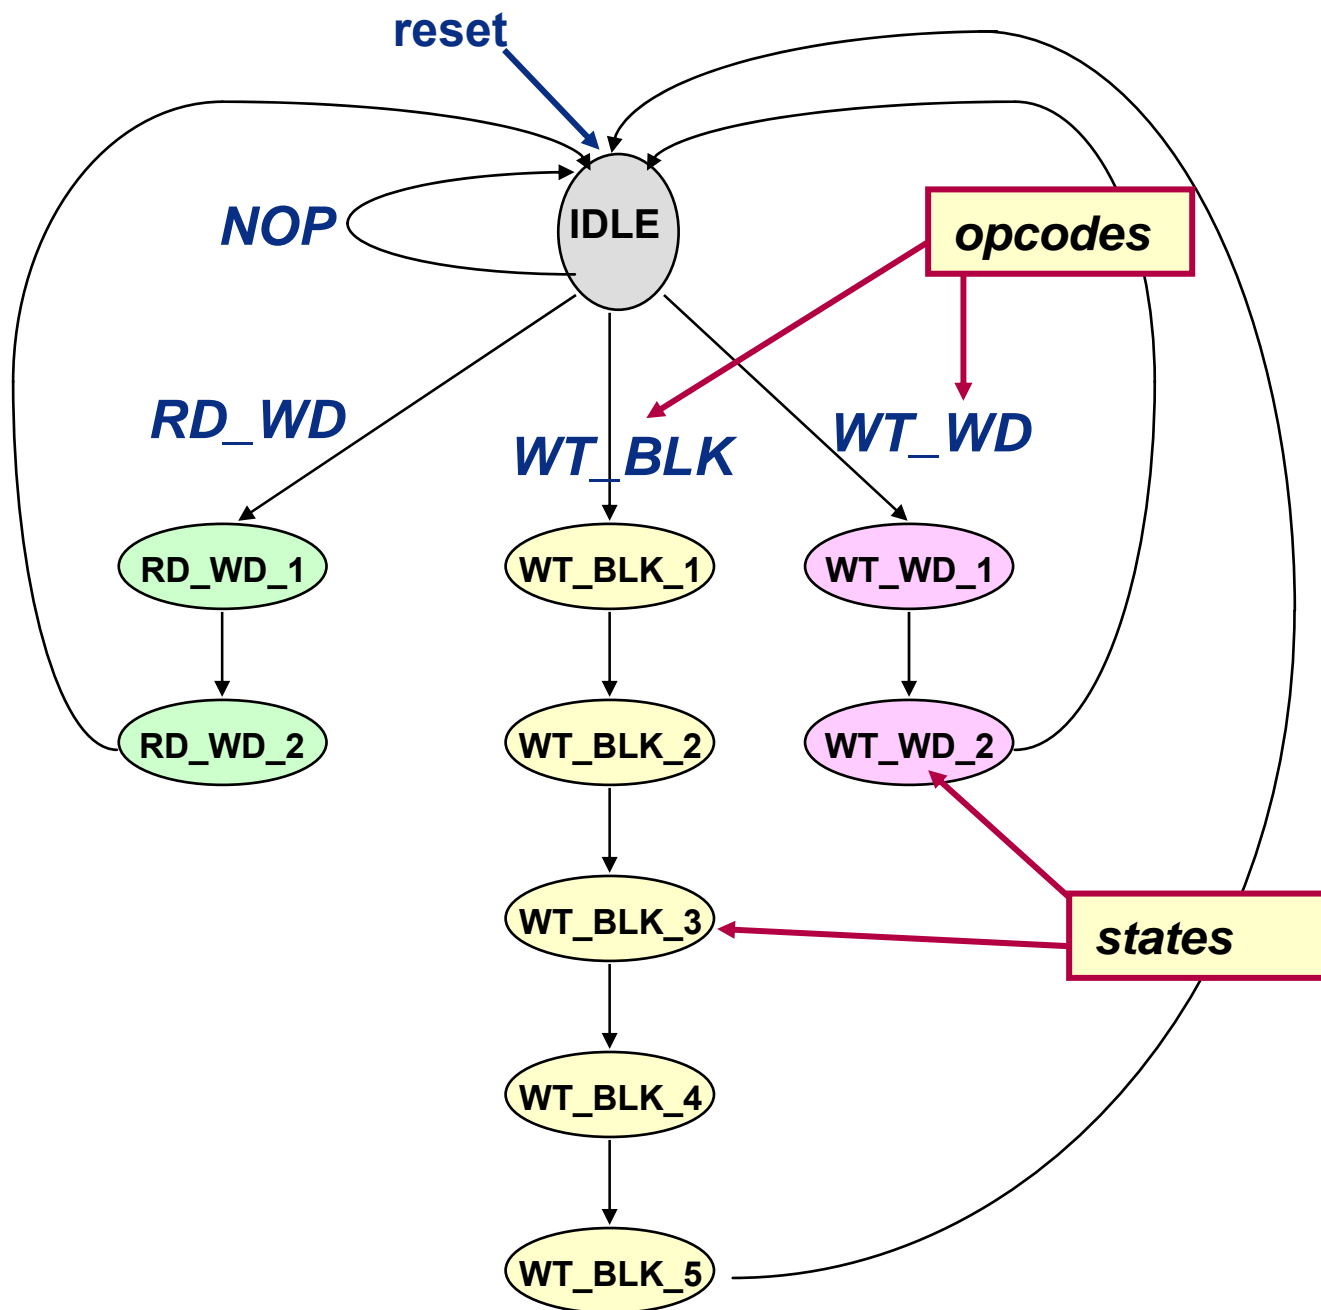 reset
NOP
IDLE
opcodes
RD_WD
WT_BLK
WT_WD
RD_WD_1
WT_BLK_1
WT_WD_1
RD_WD_2
WT_BLK_2
WT_WD_2
WT_BLK_3
states
WT_BLK_4
WT_BLK_5